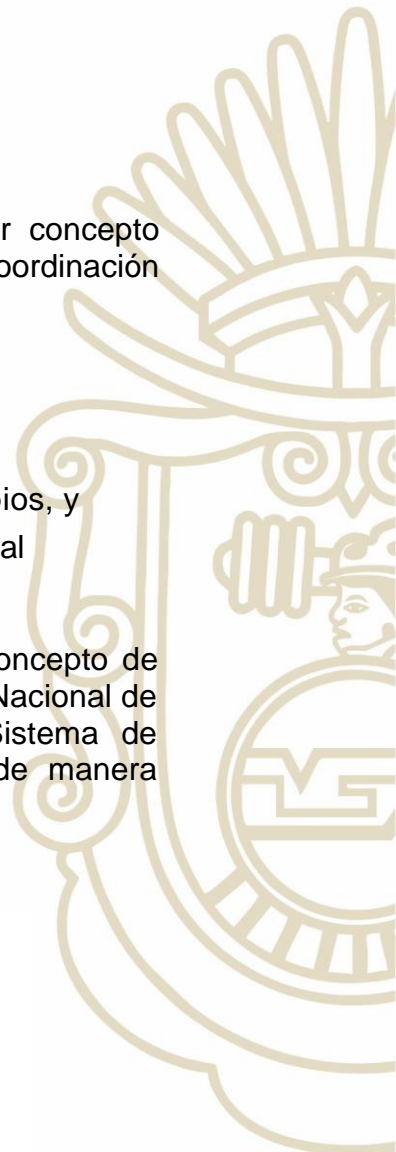 r concepto
oordinación
ios, y
al
oncepto de
Nacional de
Sistema de
de manera